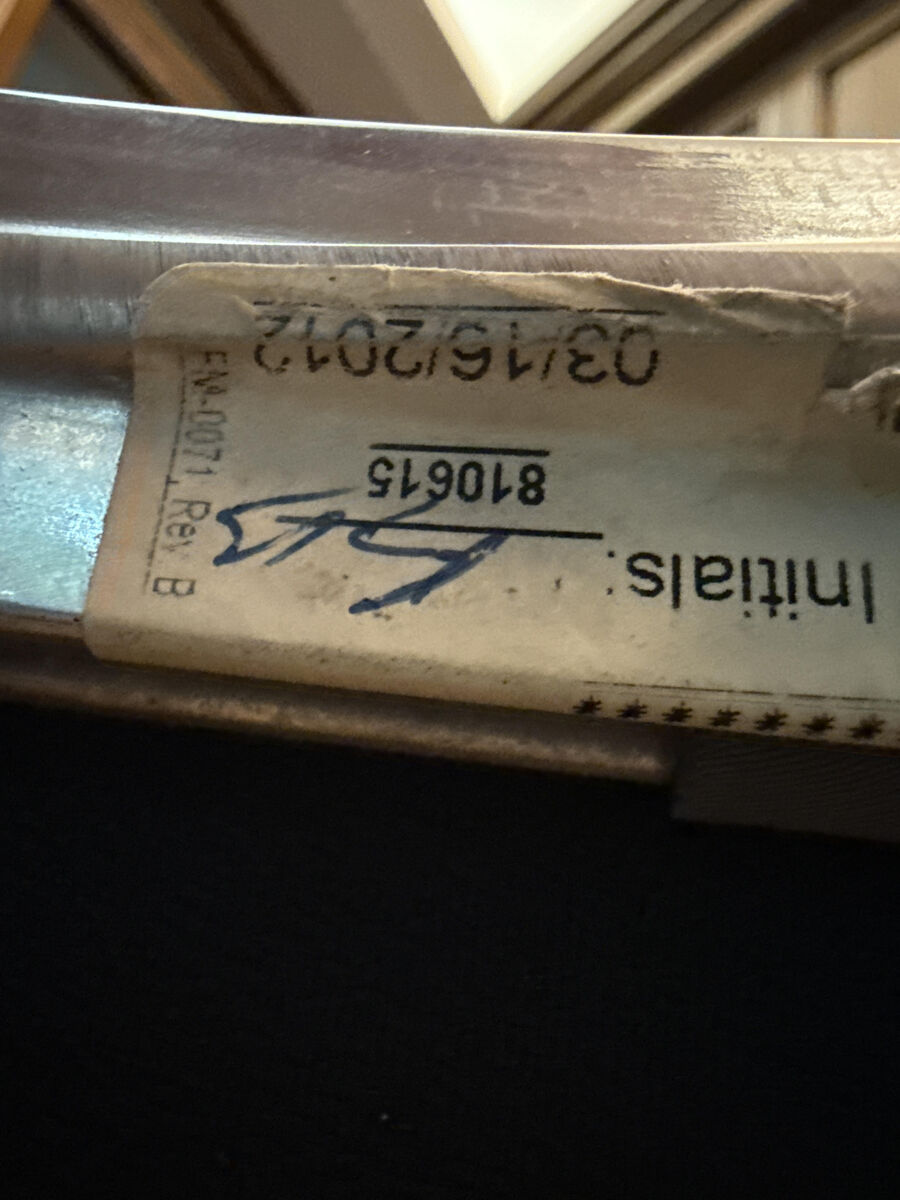 *******
Initials:
810615
03/15/2012
FM-0071 Rev B